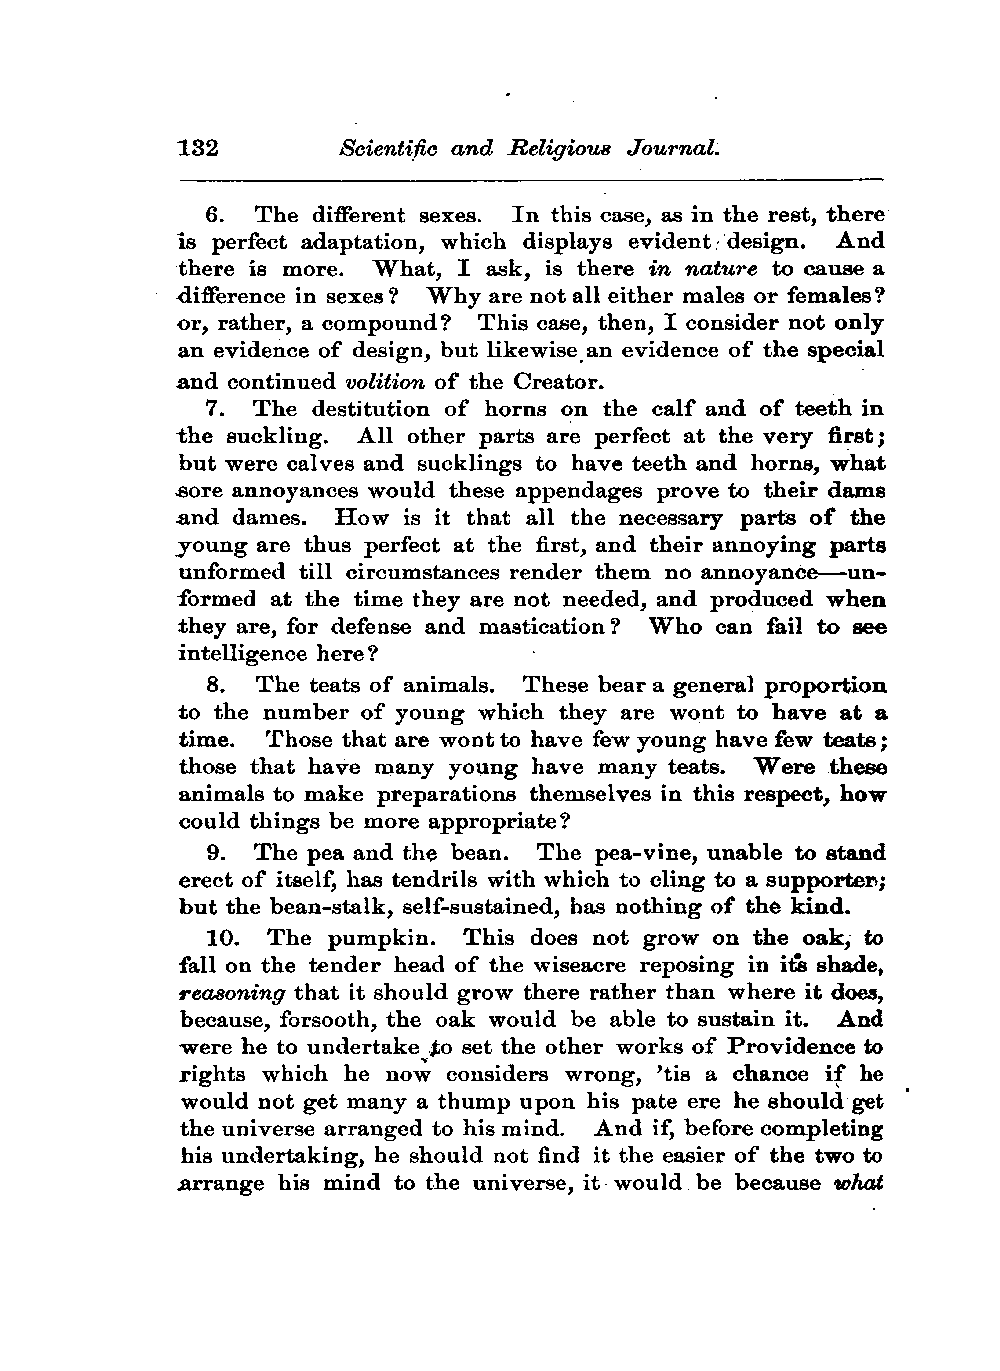 132 Scientific and Religious Journal.
6. The different sexes. In this case, as in the rest, there
is perfect adaptation, which displays evident design. And
there is more. What, I ask, is there in nature to cause a
difference in sexes? Why are not all either males or females?
or, rather, a compound? This case, then, I consider not only
an evidence of design, but likewise an evidence of the special
and continued volition of the Creator.
7. The destitution of horns on the calf and of teeth in
the suckling. All other parts are perfect at the very first;
but were calves and sucklings to have teeth and horns, what
sore annoyances would these appendages prove to their dams
and dames. How is it that all the necessary parts of the
young are thus perfect at the first, and their annoying parts
unformed till circumstances render them no annoyance—un-
formed at the time they are not needed, and produced when
they are, for defense and mastication? Who can fail to see
intelligence here?
8. The teats of animals. These bear a general proportion
to the number of young which they are wont to have at a
time. Those that are wont to have few young have few teats;
those that have many young have many teats. Were these
animals to make preparations themselves in this respect, how
could things be more appropriate?
9. The pea and the bean. The pea-vine, unable to stand
erect of itself, has tendrils with which to cling to a supporter;
but the bean-stalk, self-sustained, has nothing of the kind.
10. The pumpkin. This does not grow on the oak, to
fall on the tender head of the wiseacre reposing in its shade,
reasoning that it should grow there rather than where it does,
because, forsooth, the oak would be able to sustain it. And
were he to undertake to set the other works of Providence to
rights which he now considers wrong, 'tis a chance if he
would not get many a thump upon his pate ere he should get
the universe arranged to his mind. And if, before completing
his undertaking, he should not find it the easier of the two to
arrange his mind to the universe, it would be because what